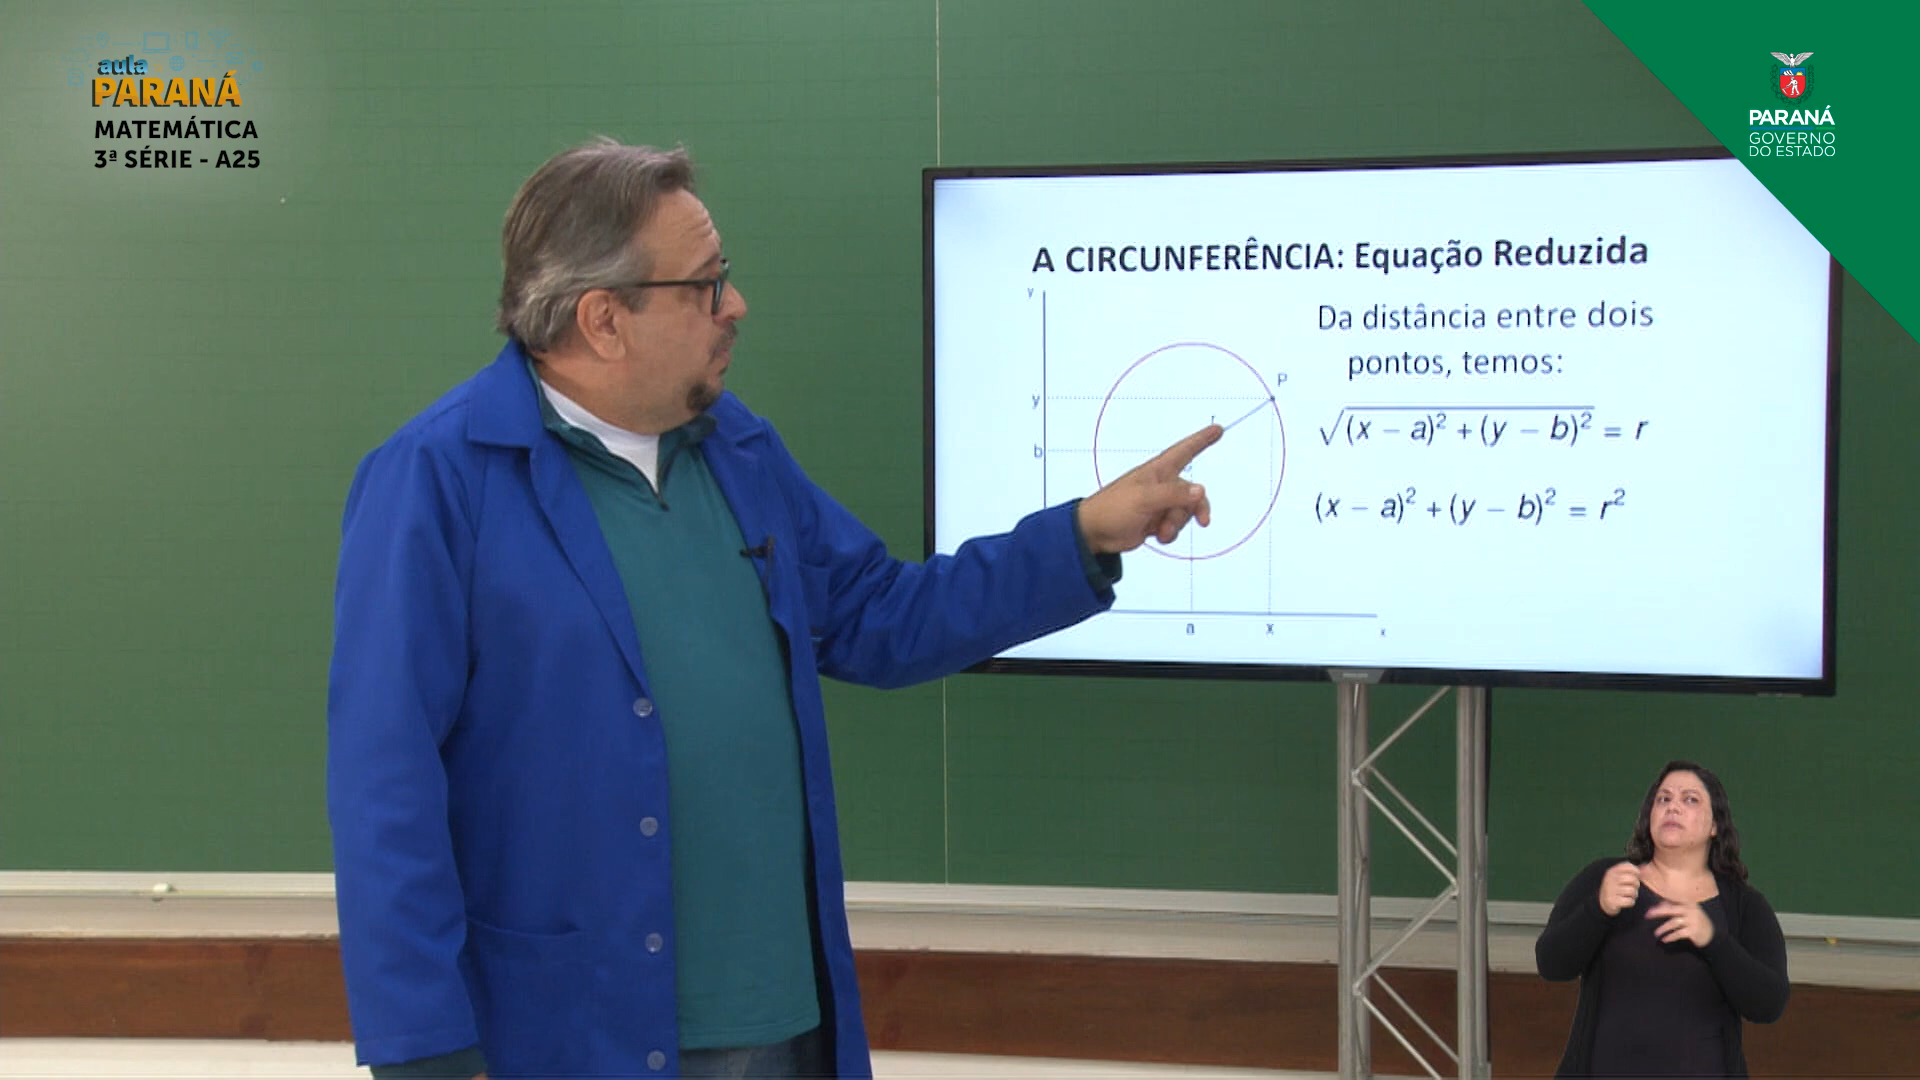 aula
PARANÁ
MATEMÁTICA
3ª SÉRIE - A25
PARANÁ
GOVERNO
DO ESTADO
A CIRCUNFERÊNCIA: Equação Reduzida
Da distância entre dois
pontos, temos:
√(x – a)² + (y – b)² = r
(x – a)² + (y – b)² = r²
y
P
y
r
b
a
x
x